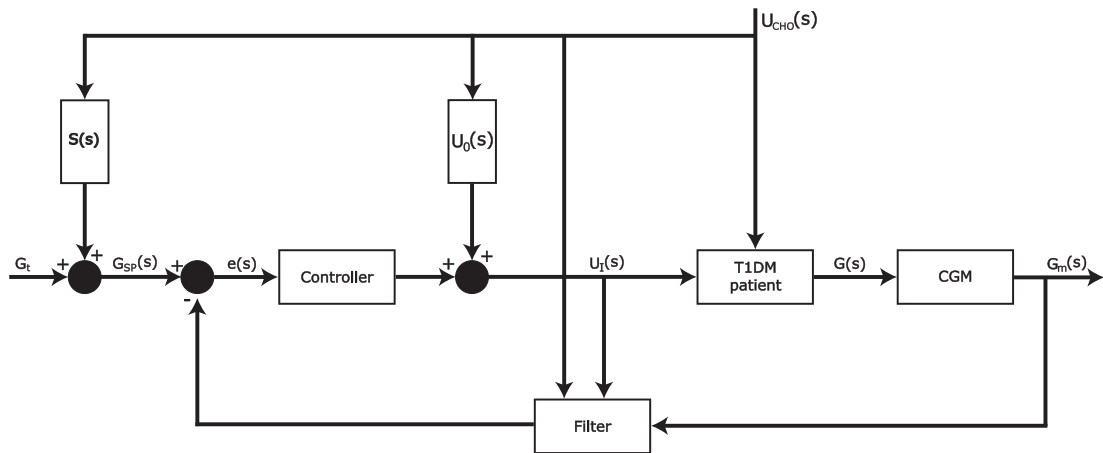 U_CHO(s)
S(s)
U_0(s)
G_t
+
+
G_SP(s)
+
-
e(s)
Controller
+
+
U_I(s)
T1DM
patient
G(s)
CGM
G_m(s)
Filter